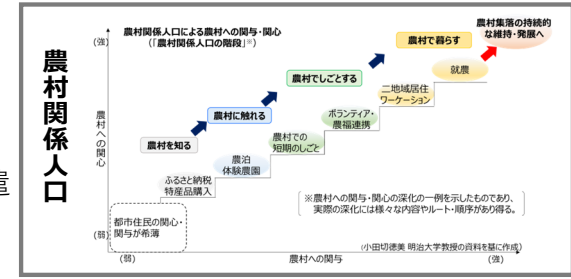 農村関係人口
農村関係人口による農村への関与・関心
(「農村関係人口の階段」※)
農村集落の持続的
な維持・発展へ
(強)
農村への関心
(弱)
農村で暮らす
農村でしごとする
農村に触れる
農村を知る
就農
二地域居住
ワーケーション
ボランティア・
農福連携
農村での
短期のしごと
農泊
体験農園
ふるさと納税
特産品購入
都市住民の関心・
関与が希薄
※農村への関与・関心の深化の一例を示したものであり、
実際の深化には様々な内容やルート・順序があり得る。
(小田切徳美 明治大学教授の資料を基に作成)
(弱)
農村への関与
(強)